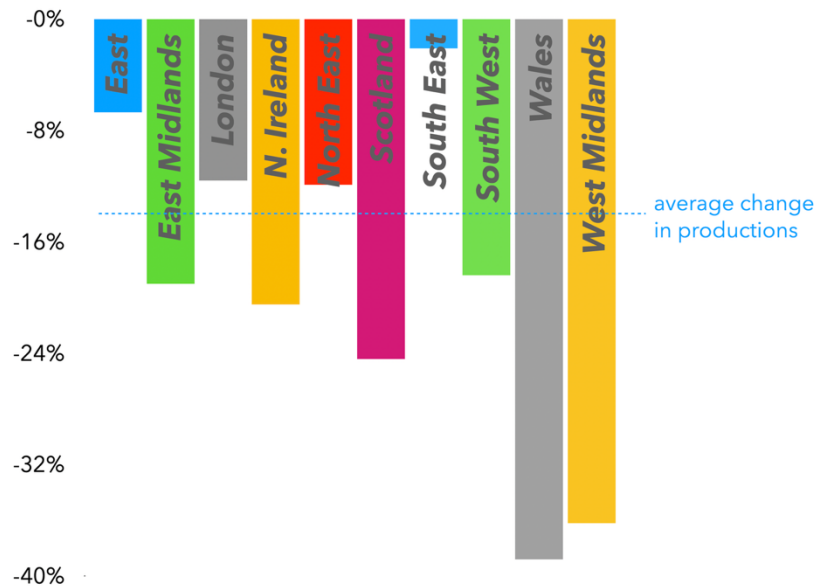 -0%
-8%
-16%
-24%
-32%
-40%
East
East Midlands
London
N. Ireland
North East
Scotland
South East
South West
Wales
West Midlands
average change
in productions